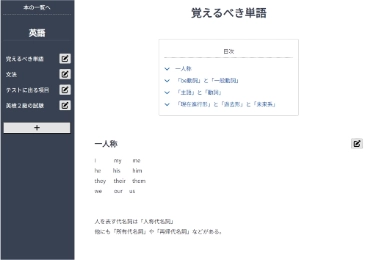 本の一覧へ
英語
覚えるべき単語
文法
テストに出る項目
英検2級の試験
+
覚えるべき単語
目次
一人称
「be動詞」と「一般動詞」
「主語」と「動詞」
「現在進行形」と「過去形」と「未来系」
一人称
I my me
he his him
they their them
we our us
人を表す代名詞は「人称代名詞」
他にも「所有代名詞」や「再帰代名詞」などがある。